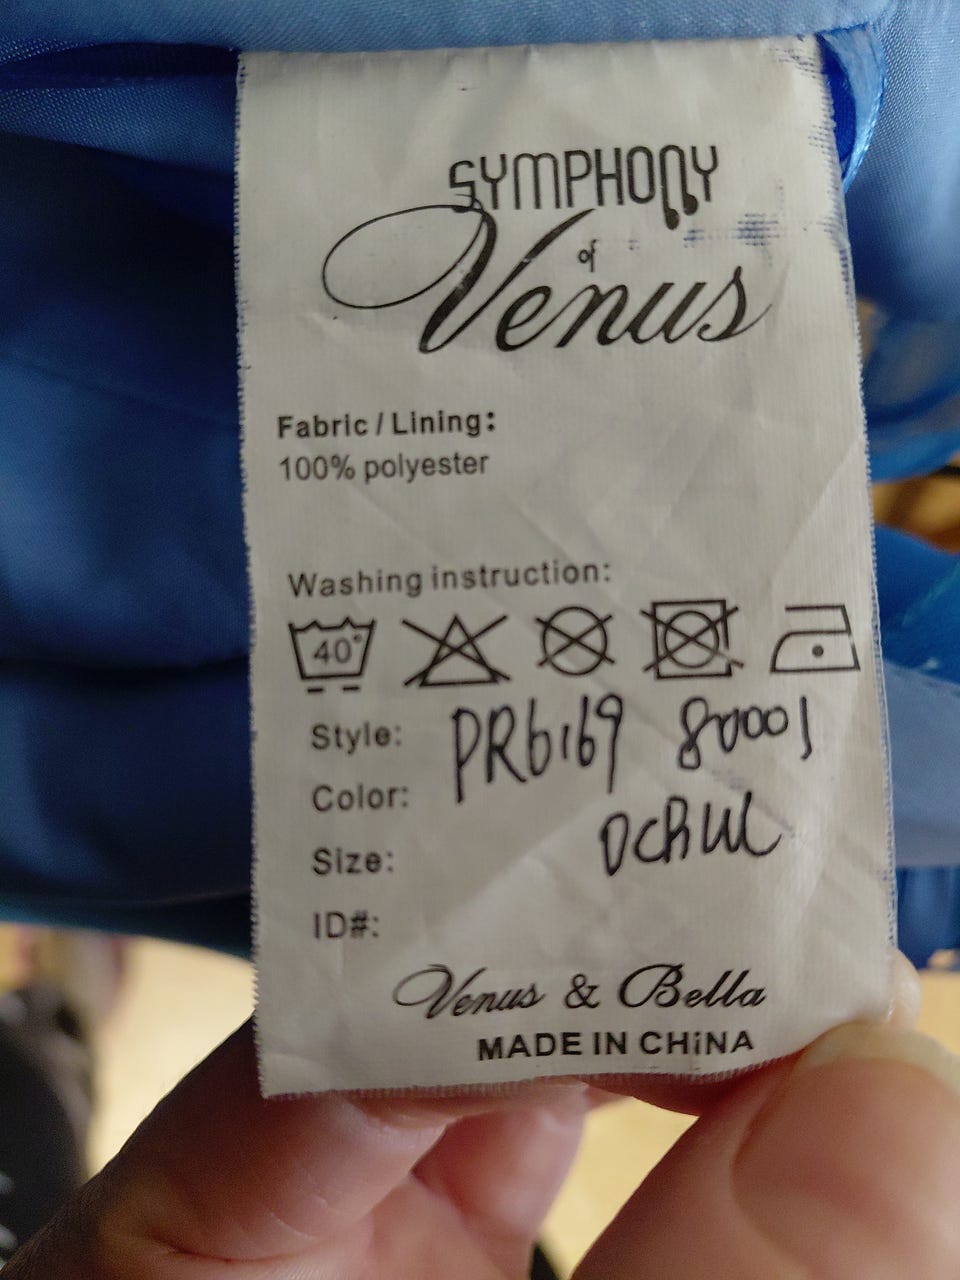 SYMPHONY
of
Venus
Fabric / Lining:
100% polyester
Washing instruction:
40°
Style: PR6169 80001
Color:
Size:
ID#:
Venus & Bella
MADE IN CHiNA